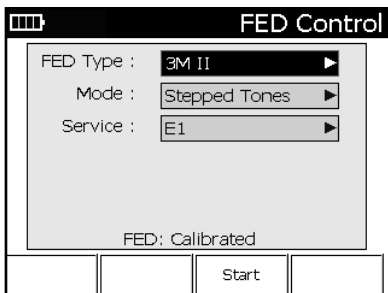 FED Control
FED Type : 3M II
Mode : Stepped Tones
Service : E1
FED: Calibrated
Start